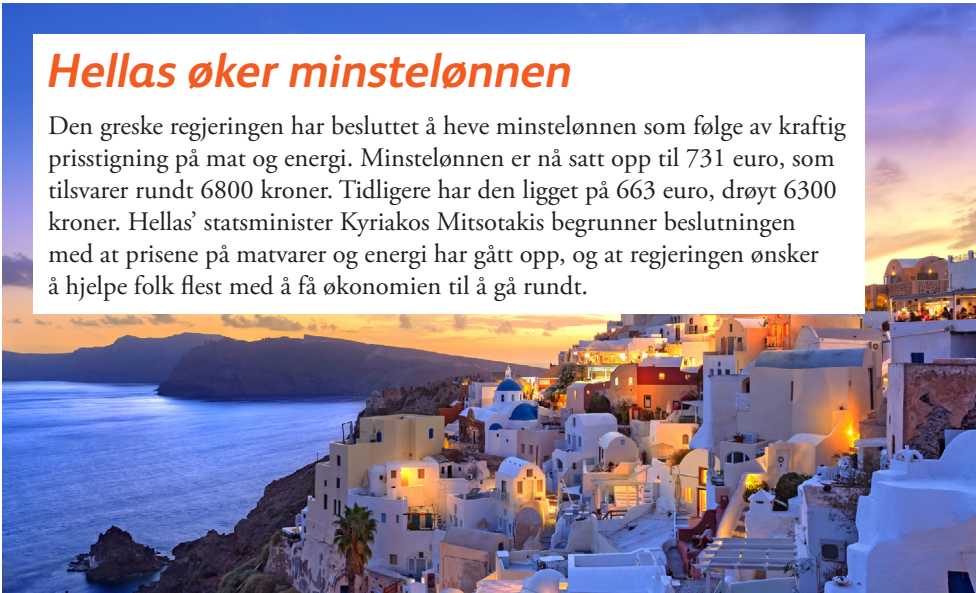 Hellas øker minstelønnen
Den greske regjeringen har besluttet å heve minstelønnen som følge av kraftig
prisstigning på mat og energi. Minstelønnen er nå satt opp til 731 euro, som
tilsvarer rundt 6800 kroner. Tidligere har den ligget på 663 euro, drøyt 6300
kroner. Hellas’ statsminister Kyriakos Mitsotakis begrunner beslutningen
med at prisene på matvarer og energi har gått opp, og at regjeringen ønsker
å hjelpe folk flest med å få økonomien til å gå rundt.